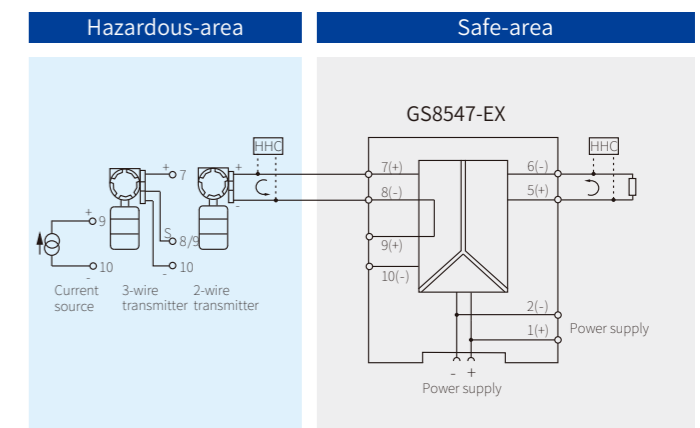 Hazardous-area
Safe-area
GS8547-EX
HHC
HHC
+
7
+
7(+)
6(-)
8(-)
5(+)
-
+
9
S
8/9
9(+)
10
-
10
-
10(-)
Current
source
3-wire
transmitter
2-wire
transmitter
2(-)
1(+)
Power supply
- +
Power supply